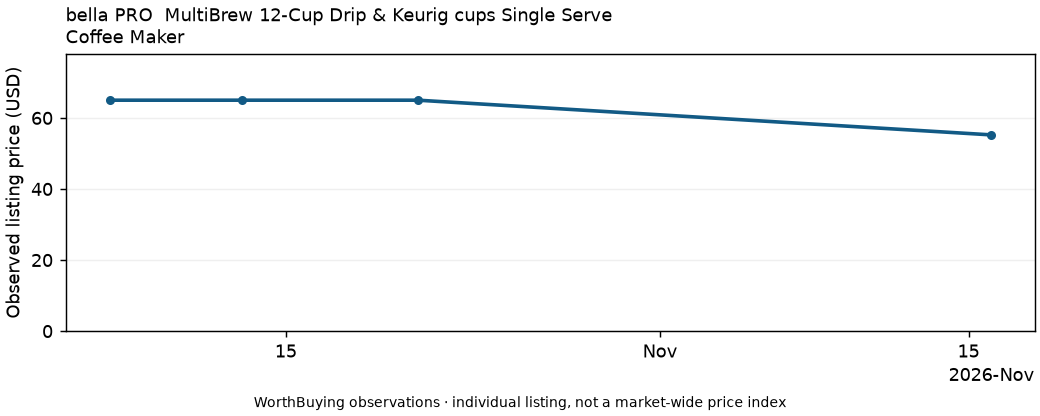 bella PRO  MultiBrew 12-Cup Drip & Keurig cups Single Serve
Coffee Maker
Observed listing price (USD)
60
40
20
0
15
Nov
15
2026-Nov
WorthBuying observations · individual listing, not a market-wide price index